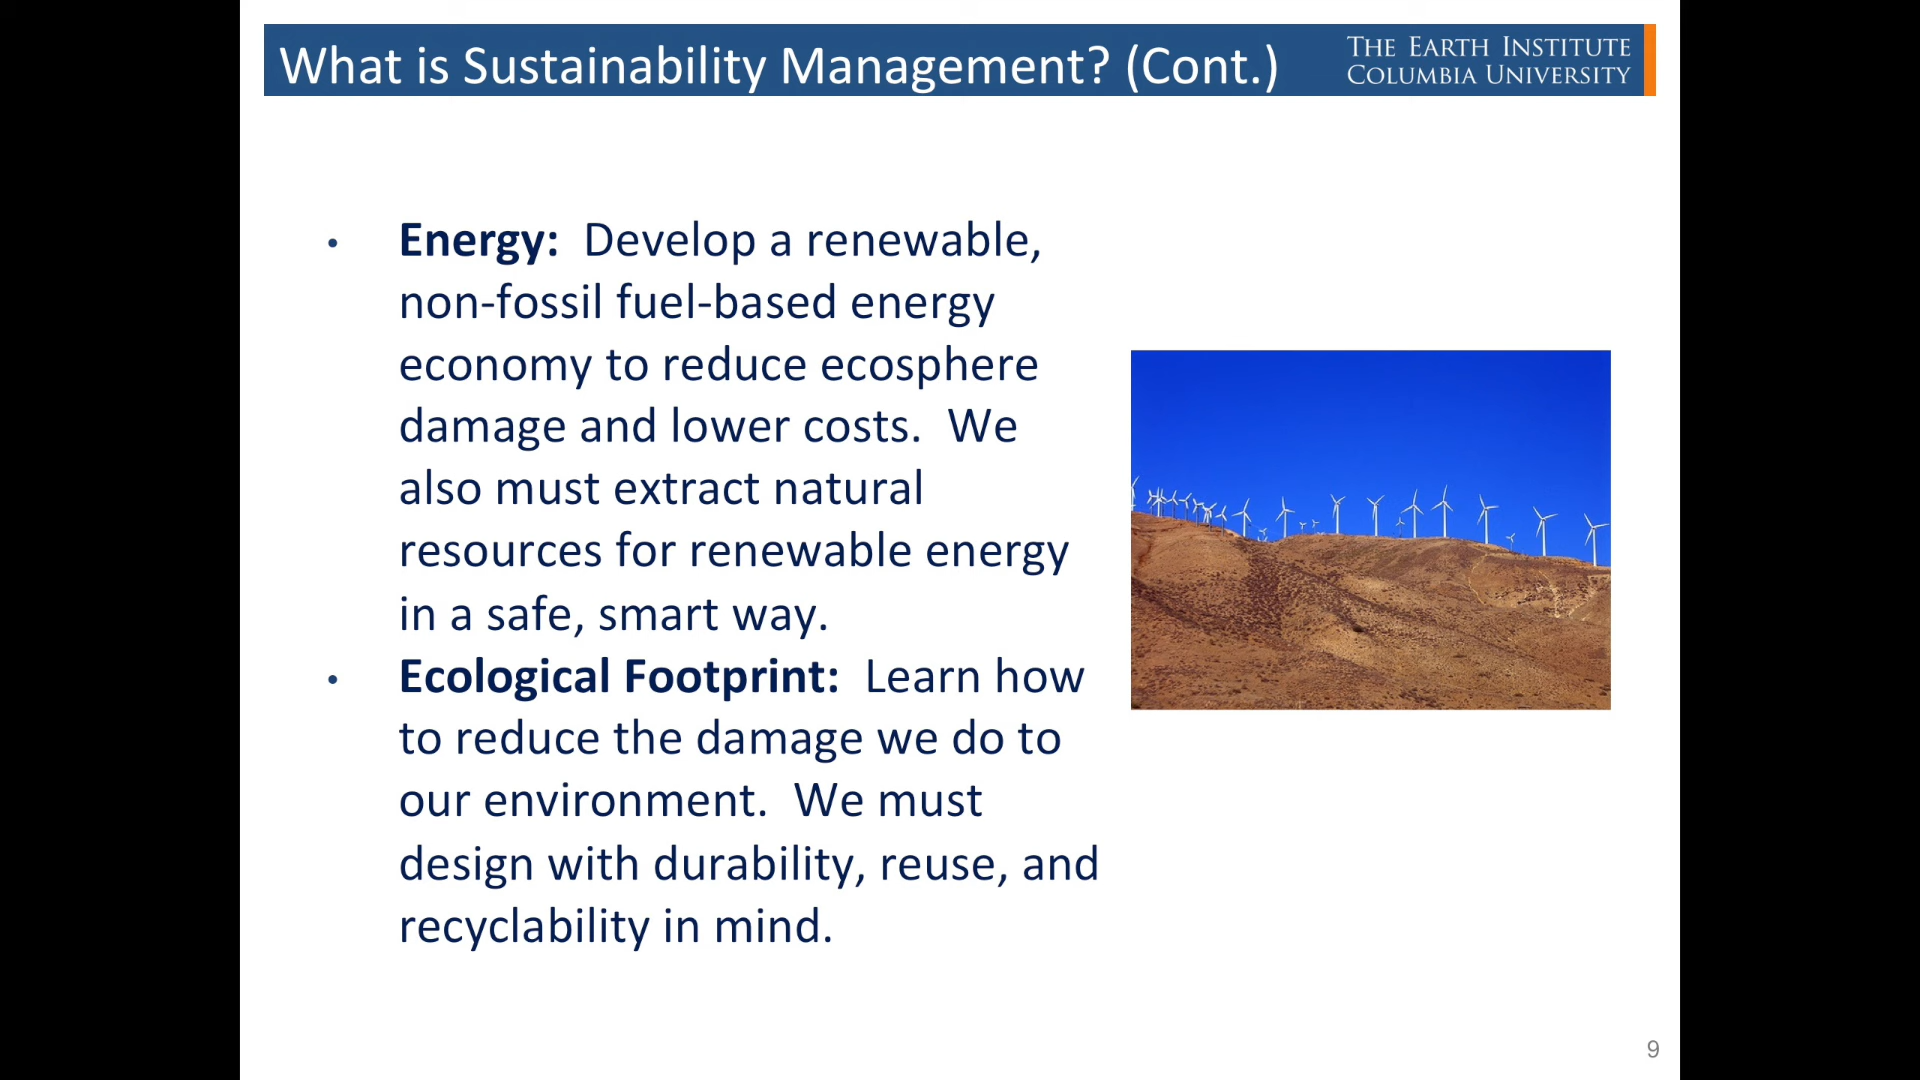 What is Sustainability Management? (Cont.)
THE EARTH INSTITUTE
COLUMBIA UNIVERSITY
• Energy:  Develop a renewable,
non-fossil fuel-based energy
economy to reduce ecosphere
damage and lower costs.  We
also must extract natural
resources for renewable energy
in a safe, smart way.
• Ecological Footprint:  Learn how
to reduce the damage we do to
our environment.  We must
design with durability, reuse, and
recyclability in mind.
9